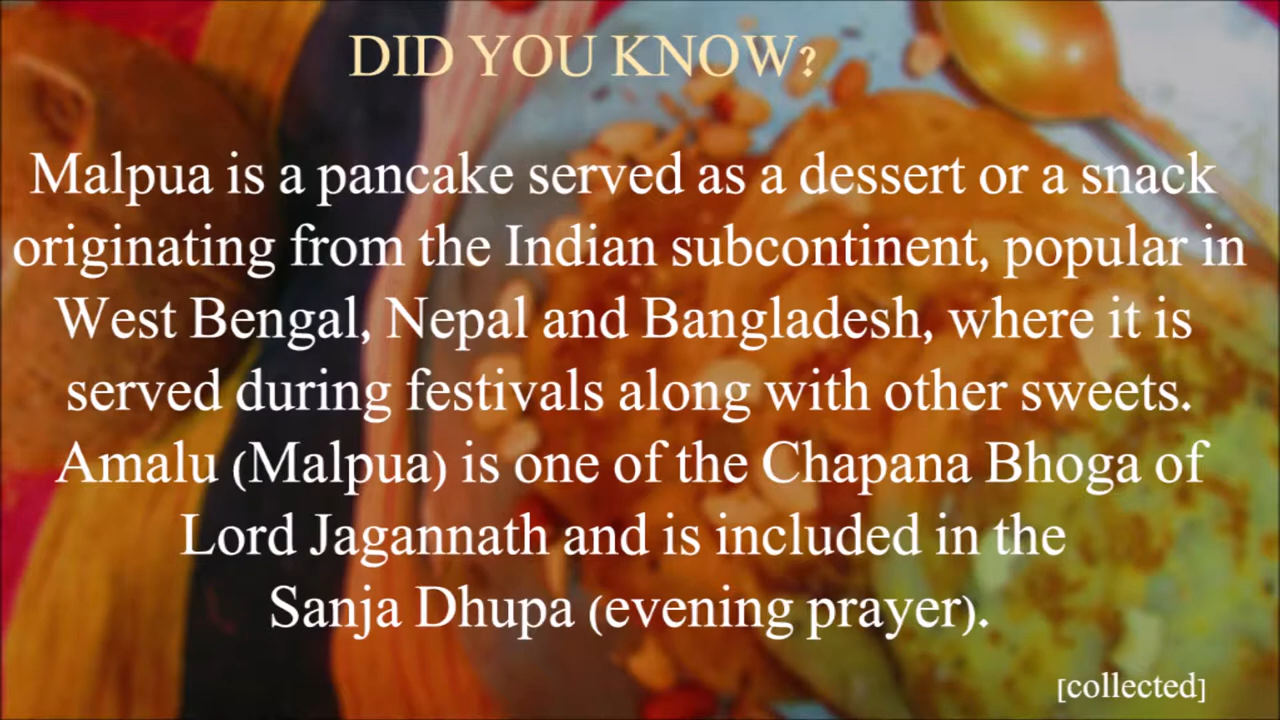 DID YOU KNOW?
Malpua is a pancake served as a dessert or a snack
originating from the Indian subcontinent, popular in
West Bengal, Nepal and Bangladesh, where it is
served during festivals along with other sweets.
Amalu (Malpua) is one of the Chapana Bhoga of
Lord Jagannath and is included in the
Sanja Dhupa (evening prayer).
[collected]